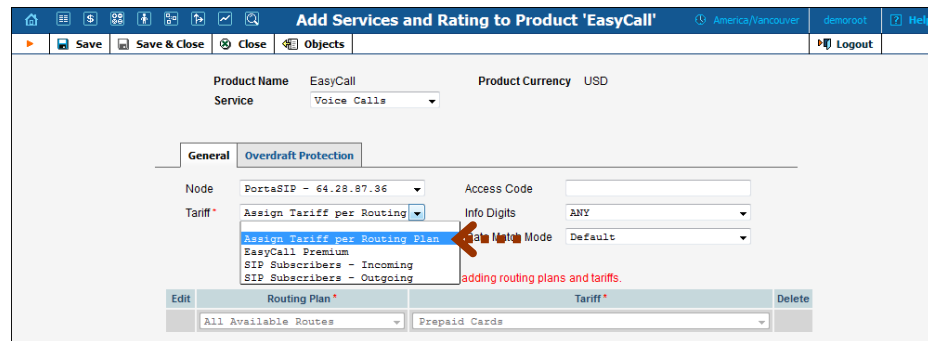 Add Services and Rating to Product 'EasyCall' America/Vancouver demoroot ? Help
Save Save & Close Close Objects Logout
Product Name EasyCall Product Currency USD
Service Voice Calls
General Overdraft Protection
Node PortaSIP - 64.28.87.36 Access Code
Tariff * Assign Tariff per Routing Info Digits ANY
Assign Tariff per Routing Plan Rate Match Mode Default
EasyCall Premium
SIP Subscribers - Incoming
SIP Subscribers - Outgoing adding routing plans and tariffs.
Edit Routing Plan * Tariff * Delete
All Available Routes Prepaid Cards